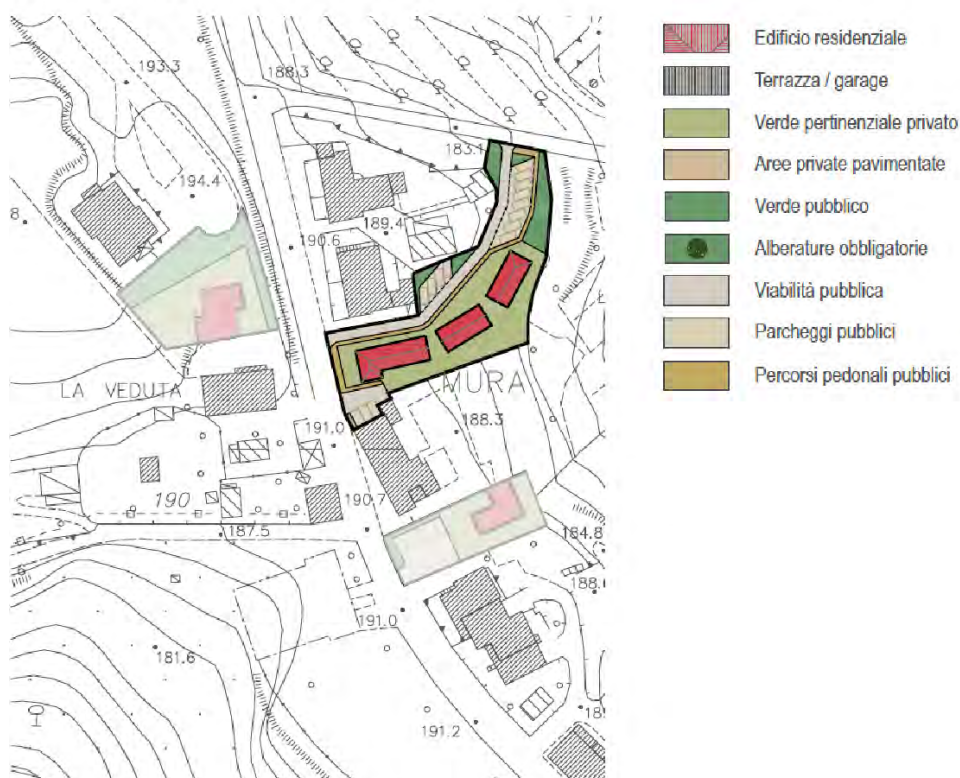 193.3
188.3
183.1
194.4
8
190.6
189.4
LA VEDUTA
MURA
191.0
188.3
190
190.7
187.5
184.8
188.
191.0
181.6
191.2
Edificio residenziale
Terrazza / garage
Verde pertinenziale privato
Aree private pavimentate
Verde pubblico
Alberature obbligatorie
Viabilità pubblica
Parcheggi pubblici
Percorsi pedonali pubblici